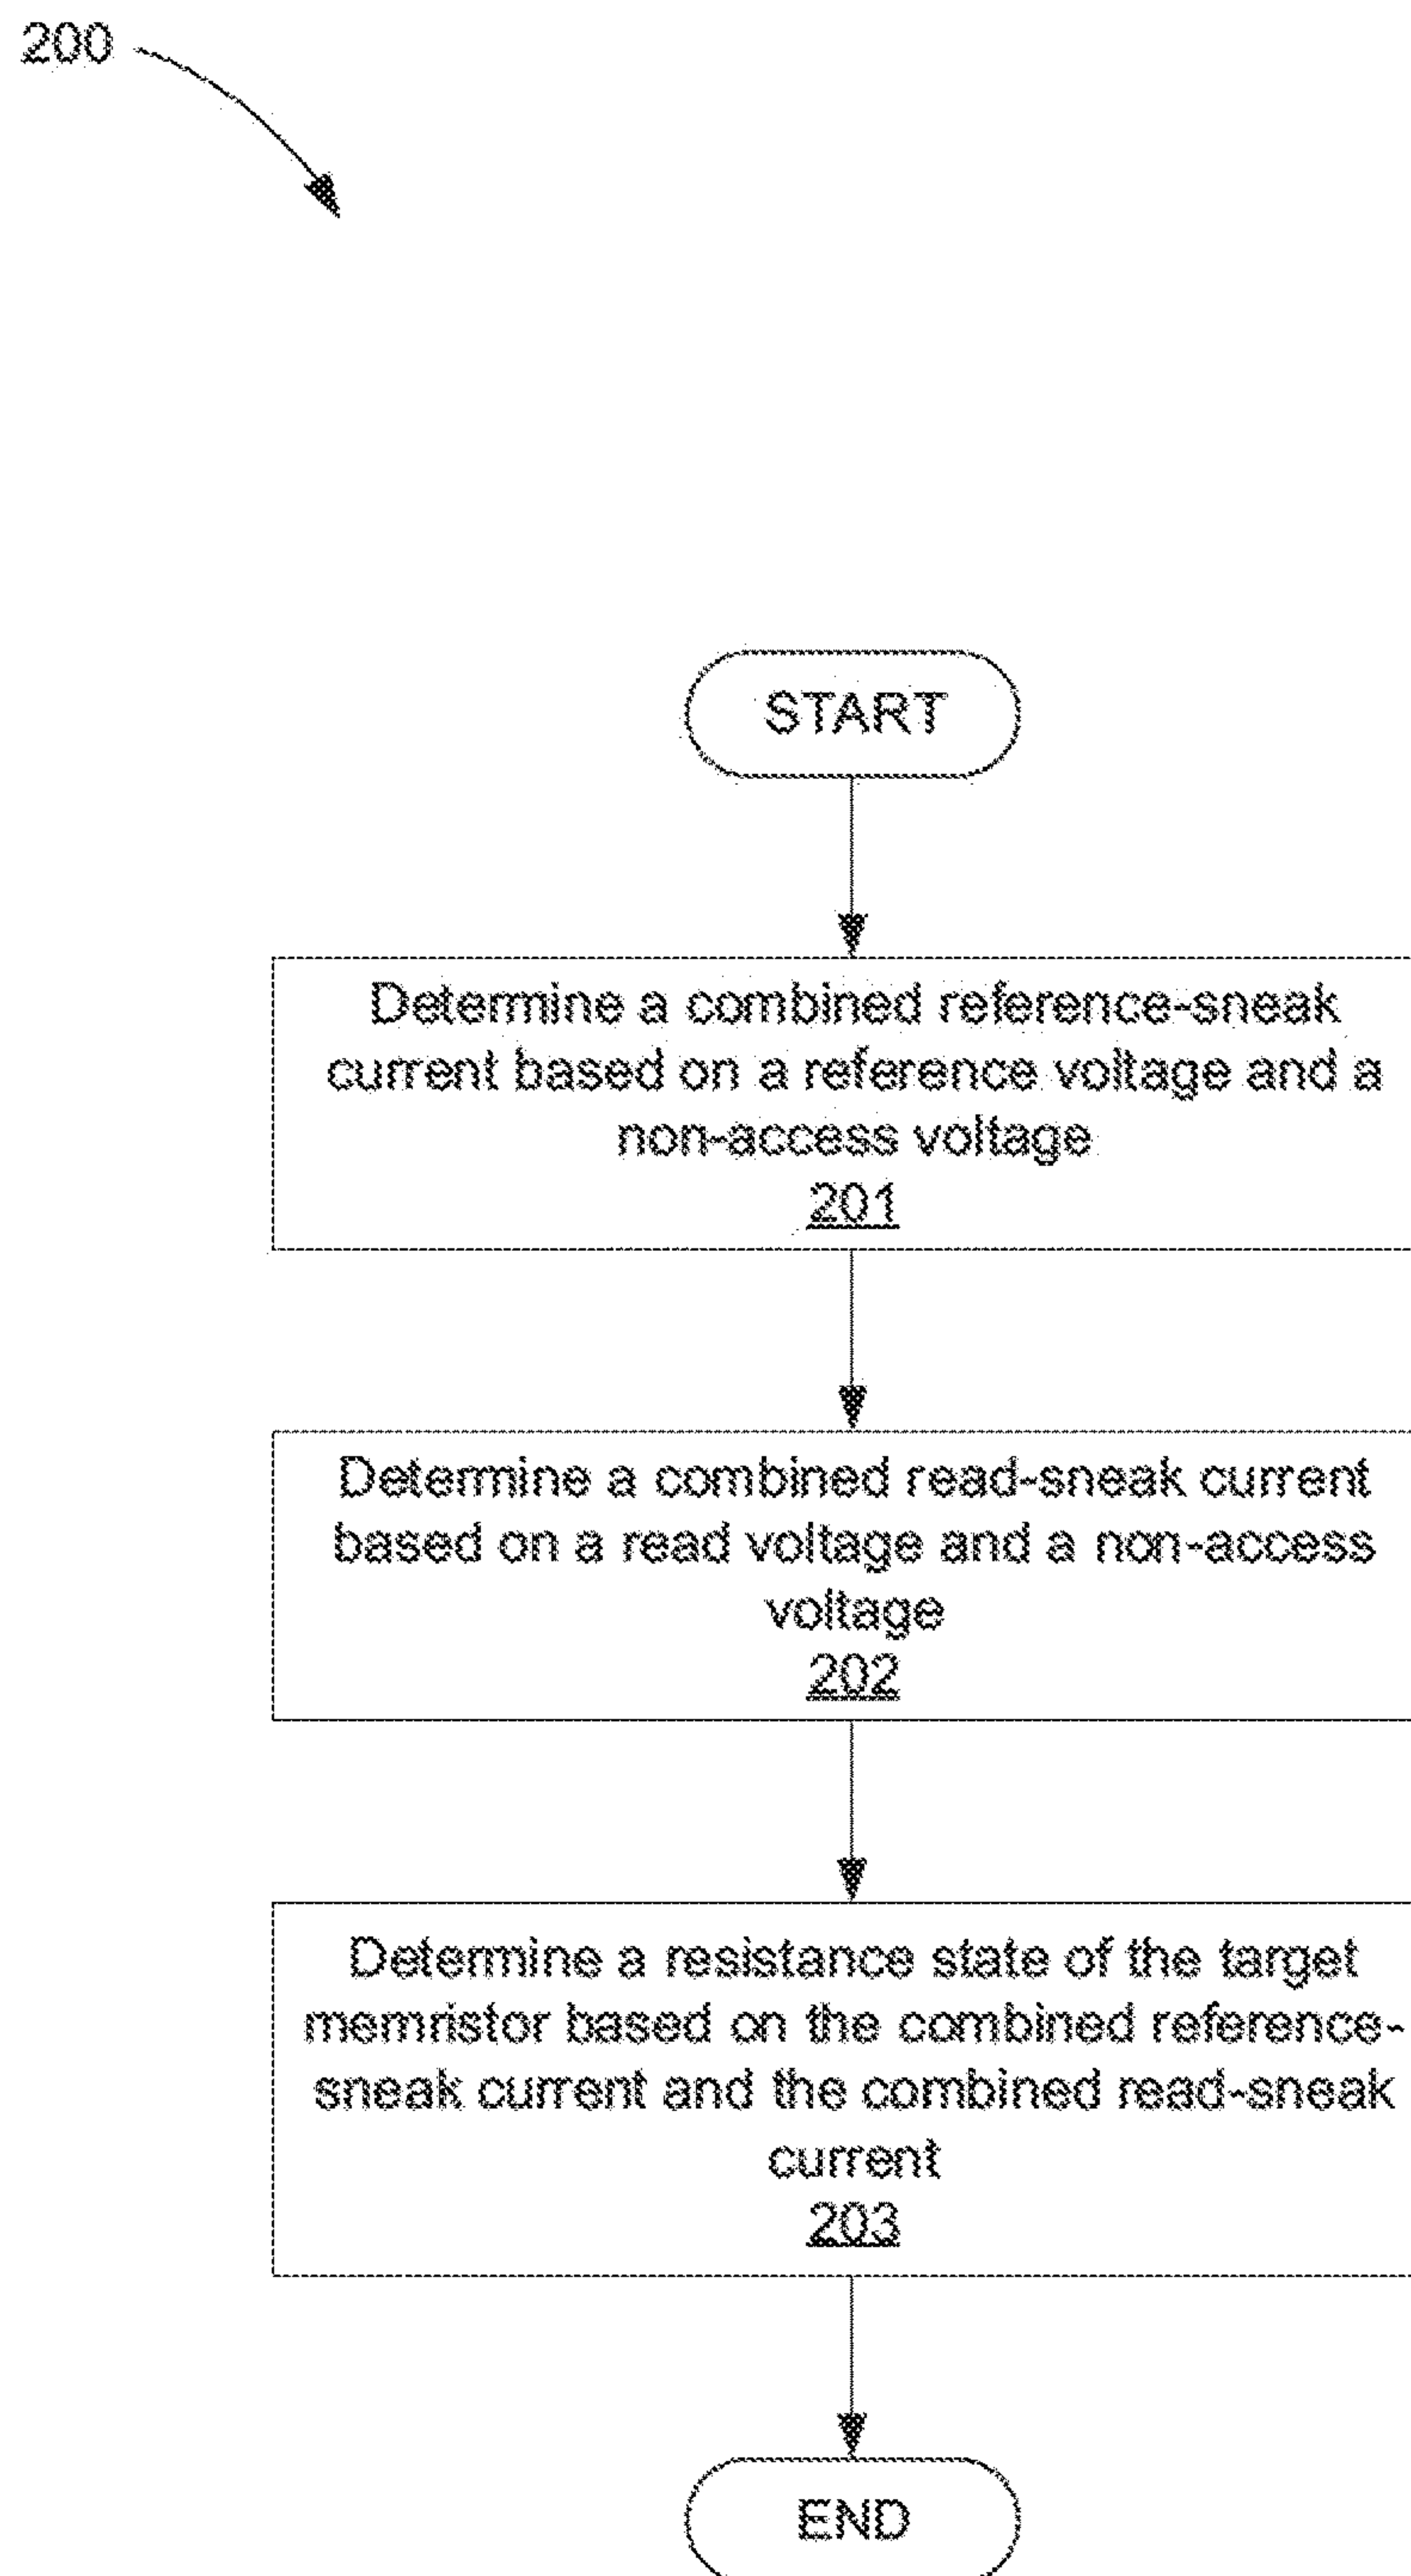 200
START
Determine a combined reference-sneak
current based on a reference voltage and a
non-access voltage
201
Determine a combined read-sneak current
based on a read voltage and a non-access
voltage
202
Determine a resistance state of the target
memristor based on the combined reference-
sneak current and the combined read-sneak
current
203
END